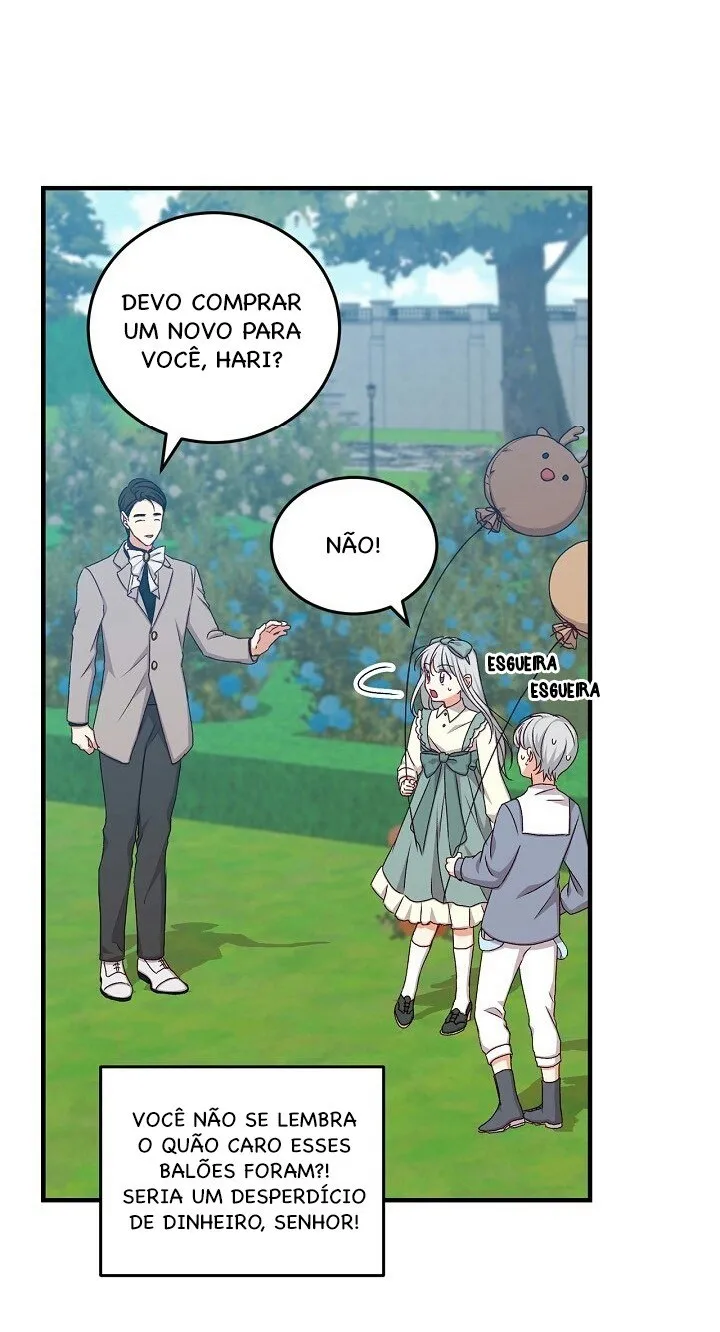 DEVO COMPRAR
UM NOVO PARA
VOCÊ, HARI?
NÃO!
ESGUEIRA
ESGUEIRA
VOCÊ NÃO SE LEMBRA
O QUÃO CARO ESSES
BALÕES FORAM?!
SERIA UM DESPERDÍCIO
DE DINHEIRO, SENHOR!